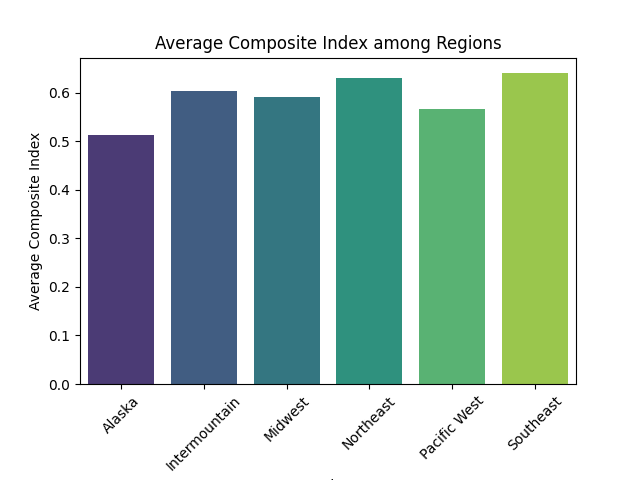 Average Composite Index among Regions
Average Composite Index
0.6
0.5
0.4
0.3
0.2
0.1
0.0
Alaska
Intermountain
Midwest
Northeast
Pacific West
Southeast